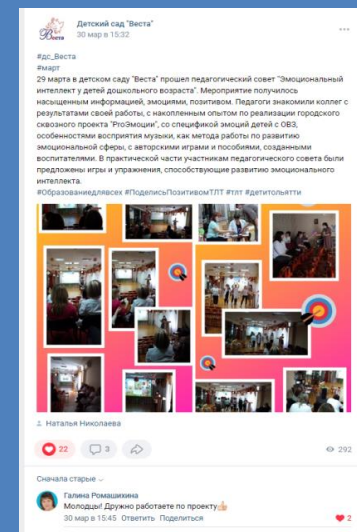 Детский сад "Веста"
30 мар в 15:32
Веста
#дс_Веста
#март
29 марта в детском саду "Веста" прошел педагогический совет "Эмоциональный
интеллект у детей дошкольного возраста". Мероприятие получилось
насыщенным информацией, эмоциями, позитивом. Педагоги знакомили коллег с
результатами своей работы, с накопленным опытом по реализации городского
сквозного проекта "PRоЭмоции", со спецификой эмоций детей с ОВЗ,
особенностями восприятия музыки, как метода работы по развитию
эмоциональной сферы, с авторскими играми и пособиями, созданными
воспитателями. В практической части участникам педагогического совета были
предложены игры и упражнения, способствующие развитию эмоционального
интеллекта.
#Образованиедлявсех #ПоделисьПозитивомТЛТ #тлт #детитольятти
Наталья Николаева
22
3
292
Сначала старые
Галина Ромашихина
Молодцы! Дружно работаете по проекту
30 мар в 15:45 Ответить Поделиться
2